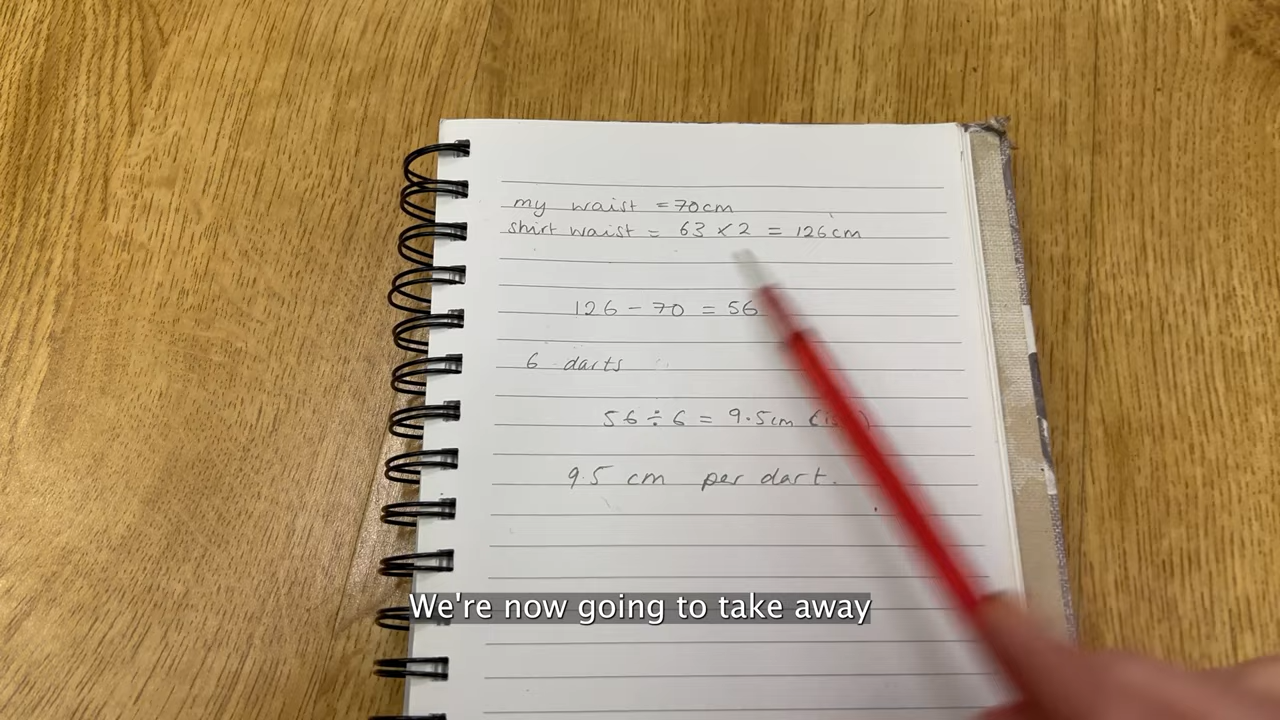 my waist = 70cm
shirt waist = 63 × 2 = 126cm
126 - 70 = 56
6 darts
56 ÷ 6 = 9.5cm
9.5 cm per dart.
We're now going to take away